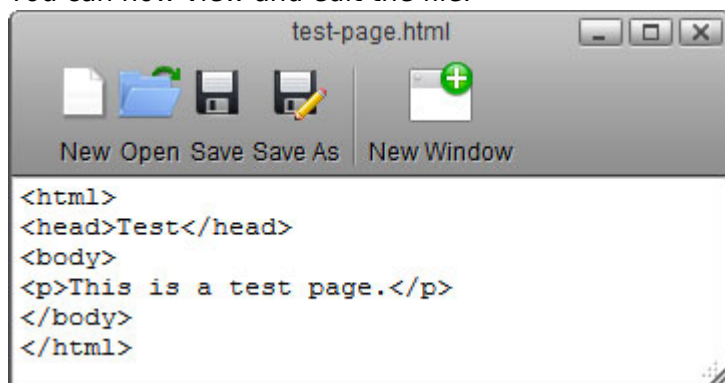 You can now view and edit the file.
test-page.html
New Open Save Save As New Window
<html>
<head>Test</head>
<body>
<p>This is a test page.</p>
</body>
</html>